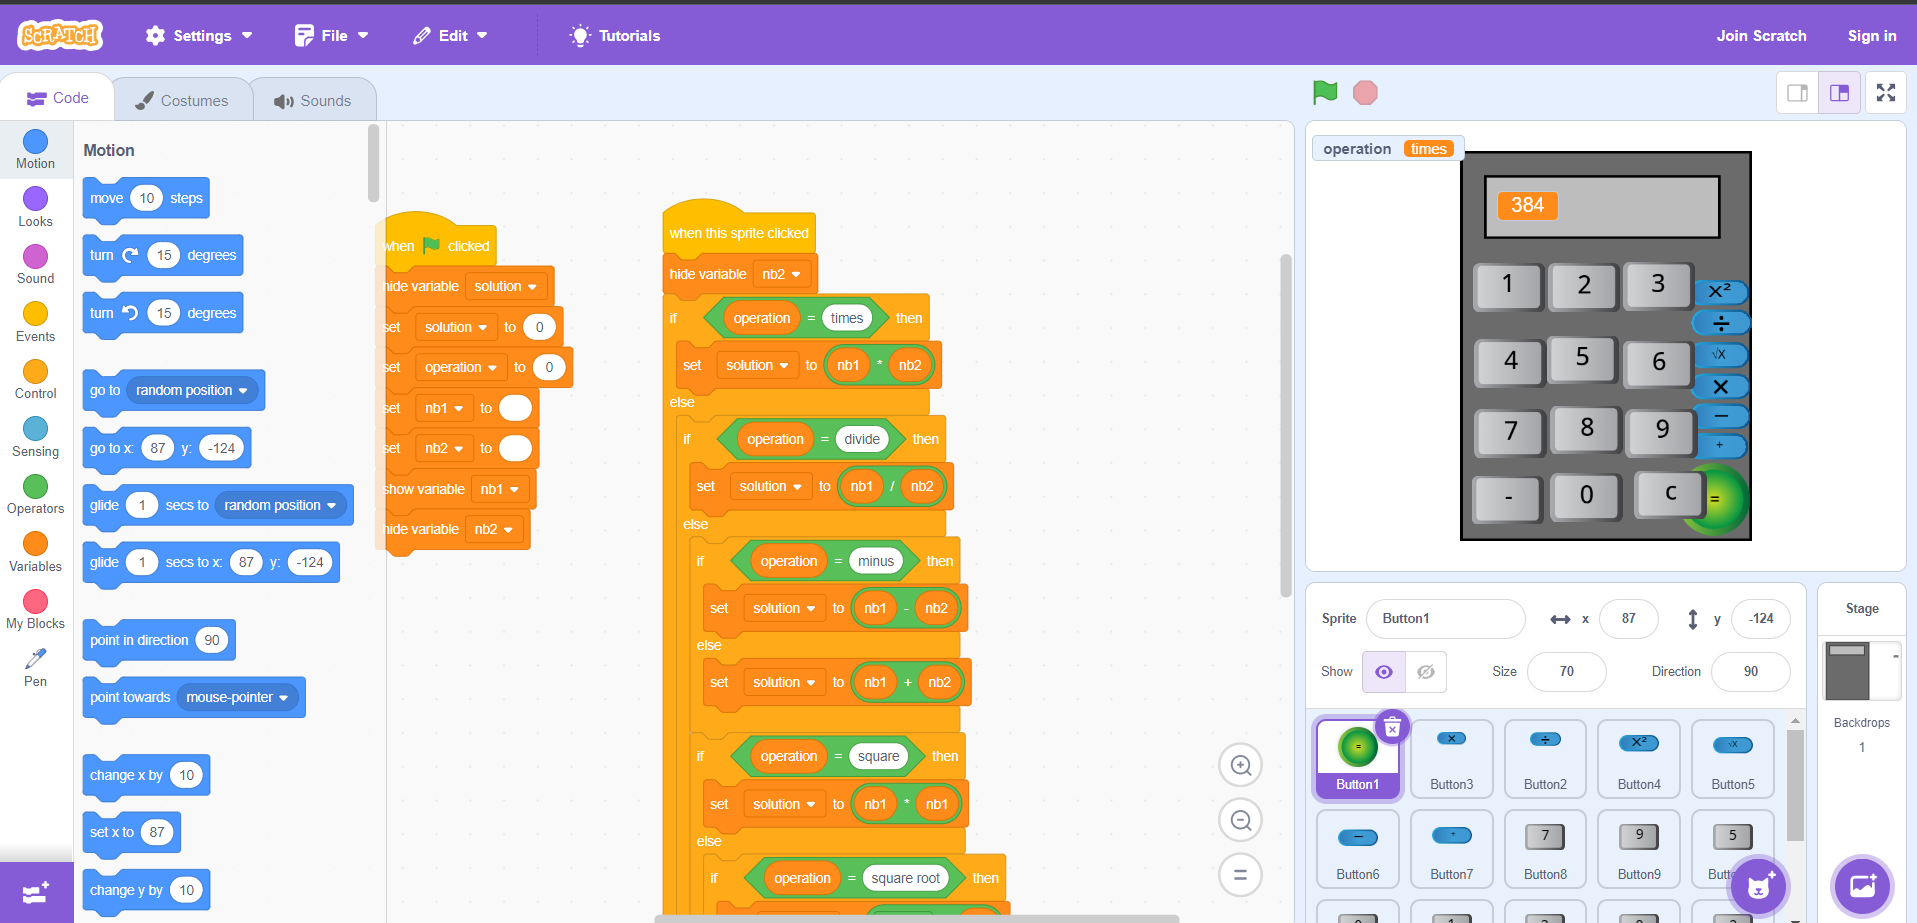 SCRATCH
Settings
File
Edit
Tutorials
Join Scratch
Sign in
Code
Costumes
Sounds
Motion
Looks
Sound
Events
Control
Sensing
Operators
Variables
My Blocks
Pen
Motion
move 10 steps
turn 15 degrees
turn 15 degrees
go to random position
go to x: 87 y: -124
glide 1 secs to random position
glide 1 secs to x: 87 y: -124
point in direction 90
point towards mouse-pointer
change x by 10
set x to 87
change y by 10
when clicked
hide variable solution
set solution to 0
set operation to 0
set nb1 to
set nb2 to
show variable nb1
hide variable nb2
when this sprite clicked
hide variable nb2
if operation = times then
set solution to nb1 * nb2
else
if operation = divide then
set solution to nb1 / nb2
else
if operation = minus then
set solution to nb1 - nb2
else
set solution to nb1 + nb2
if operation = square then
set solution to nb1 * nb1
else
if operation = square root then
operation times
384
1 2 3 X²
÷
4 5 6 √X
×
7 8 9 −
+
- 0 C =
Sprite Button1 x 87 y -124
Show Size 70 Direction 90
Stage
Backdrops
1
= × ÷ X² √X
Button1 Button3 Button2 Button4 Button5
− + 7 9 5
Button6 Button7 Button8 Button9